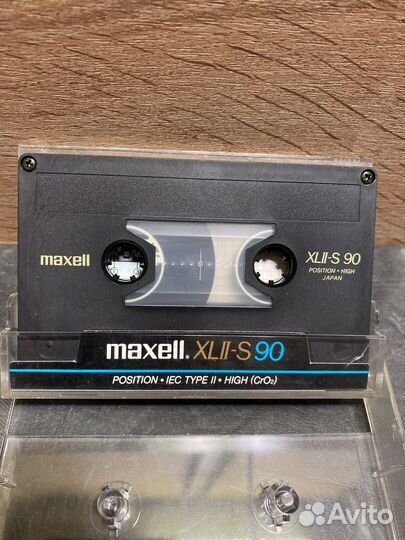 maxell
XLII-S 90
POSITION • HIGH
JAPAN
maxell. XLII-S 90
POSITION • IEC TYPE II • HIGH (CrO₂)
Avito